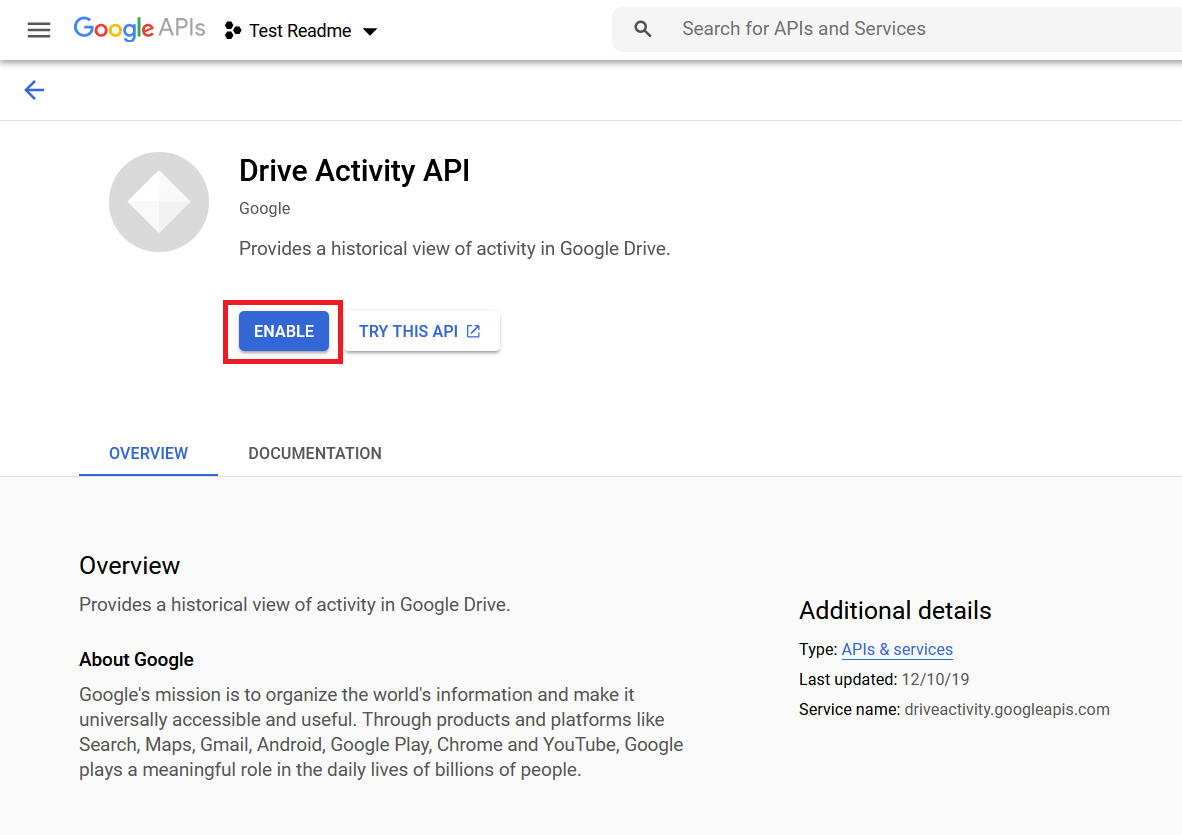 Google APIs Test Readme Search for APIs and Services
Drive Activity API
Google
Provides a historical view of activity in Google Drive.
ENABLE TRY THIS API
OVERVIEW DOCUMENTATION
Overview
Provides a historical view of activity in Google Drive.
About Google
Google's mission is to organize the world's information and make it
universally accessible and useful. Through products and platforms like
Search, Maps, Gmail, Android, Google Play, Chrome and YouTube, Google
plays a meaningful role in the daily lives of billions of people.
Additional details
Type: APIs & services
Last updated: 12/10/19
Service name: driveactivity.googleapis.com